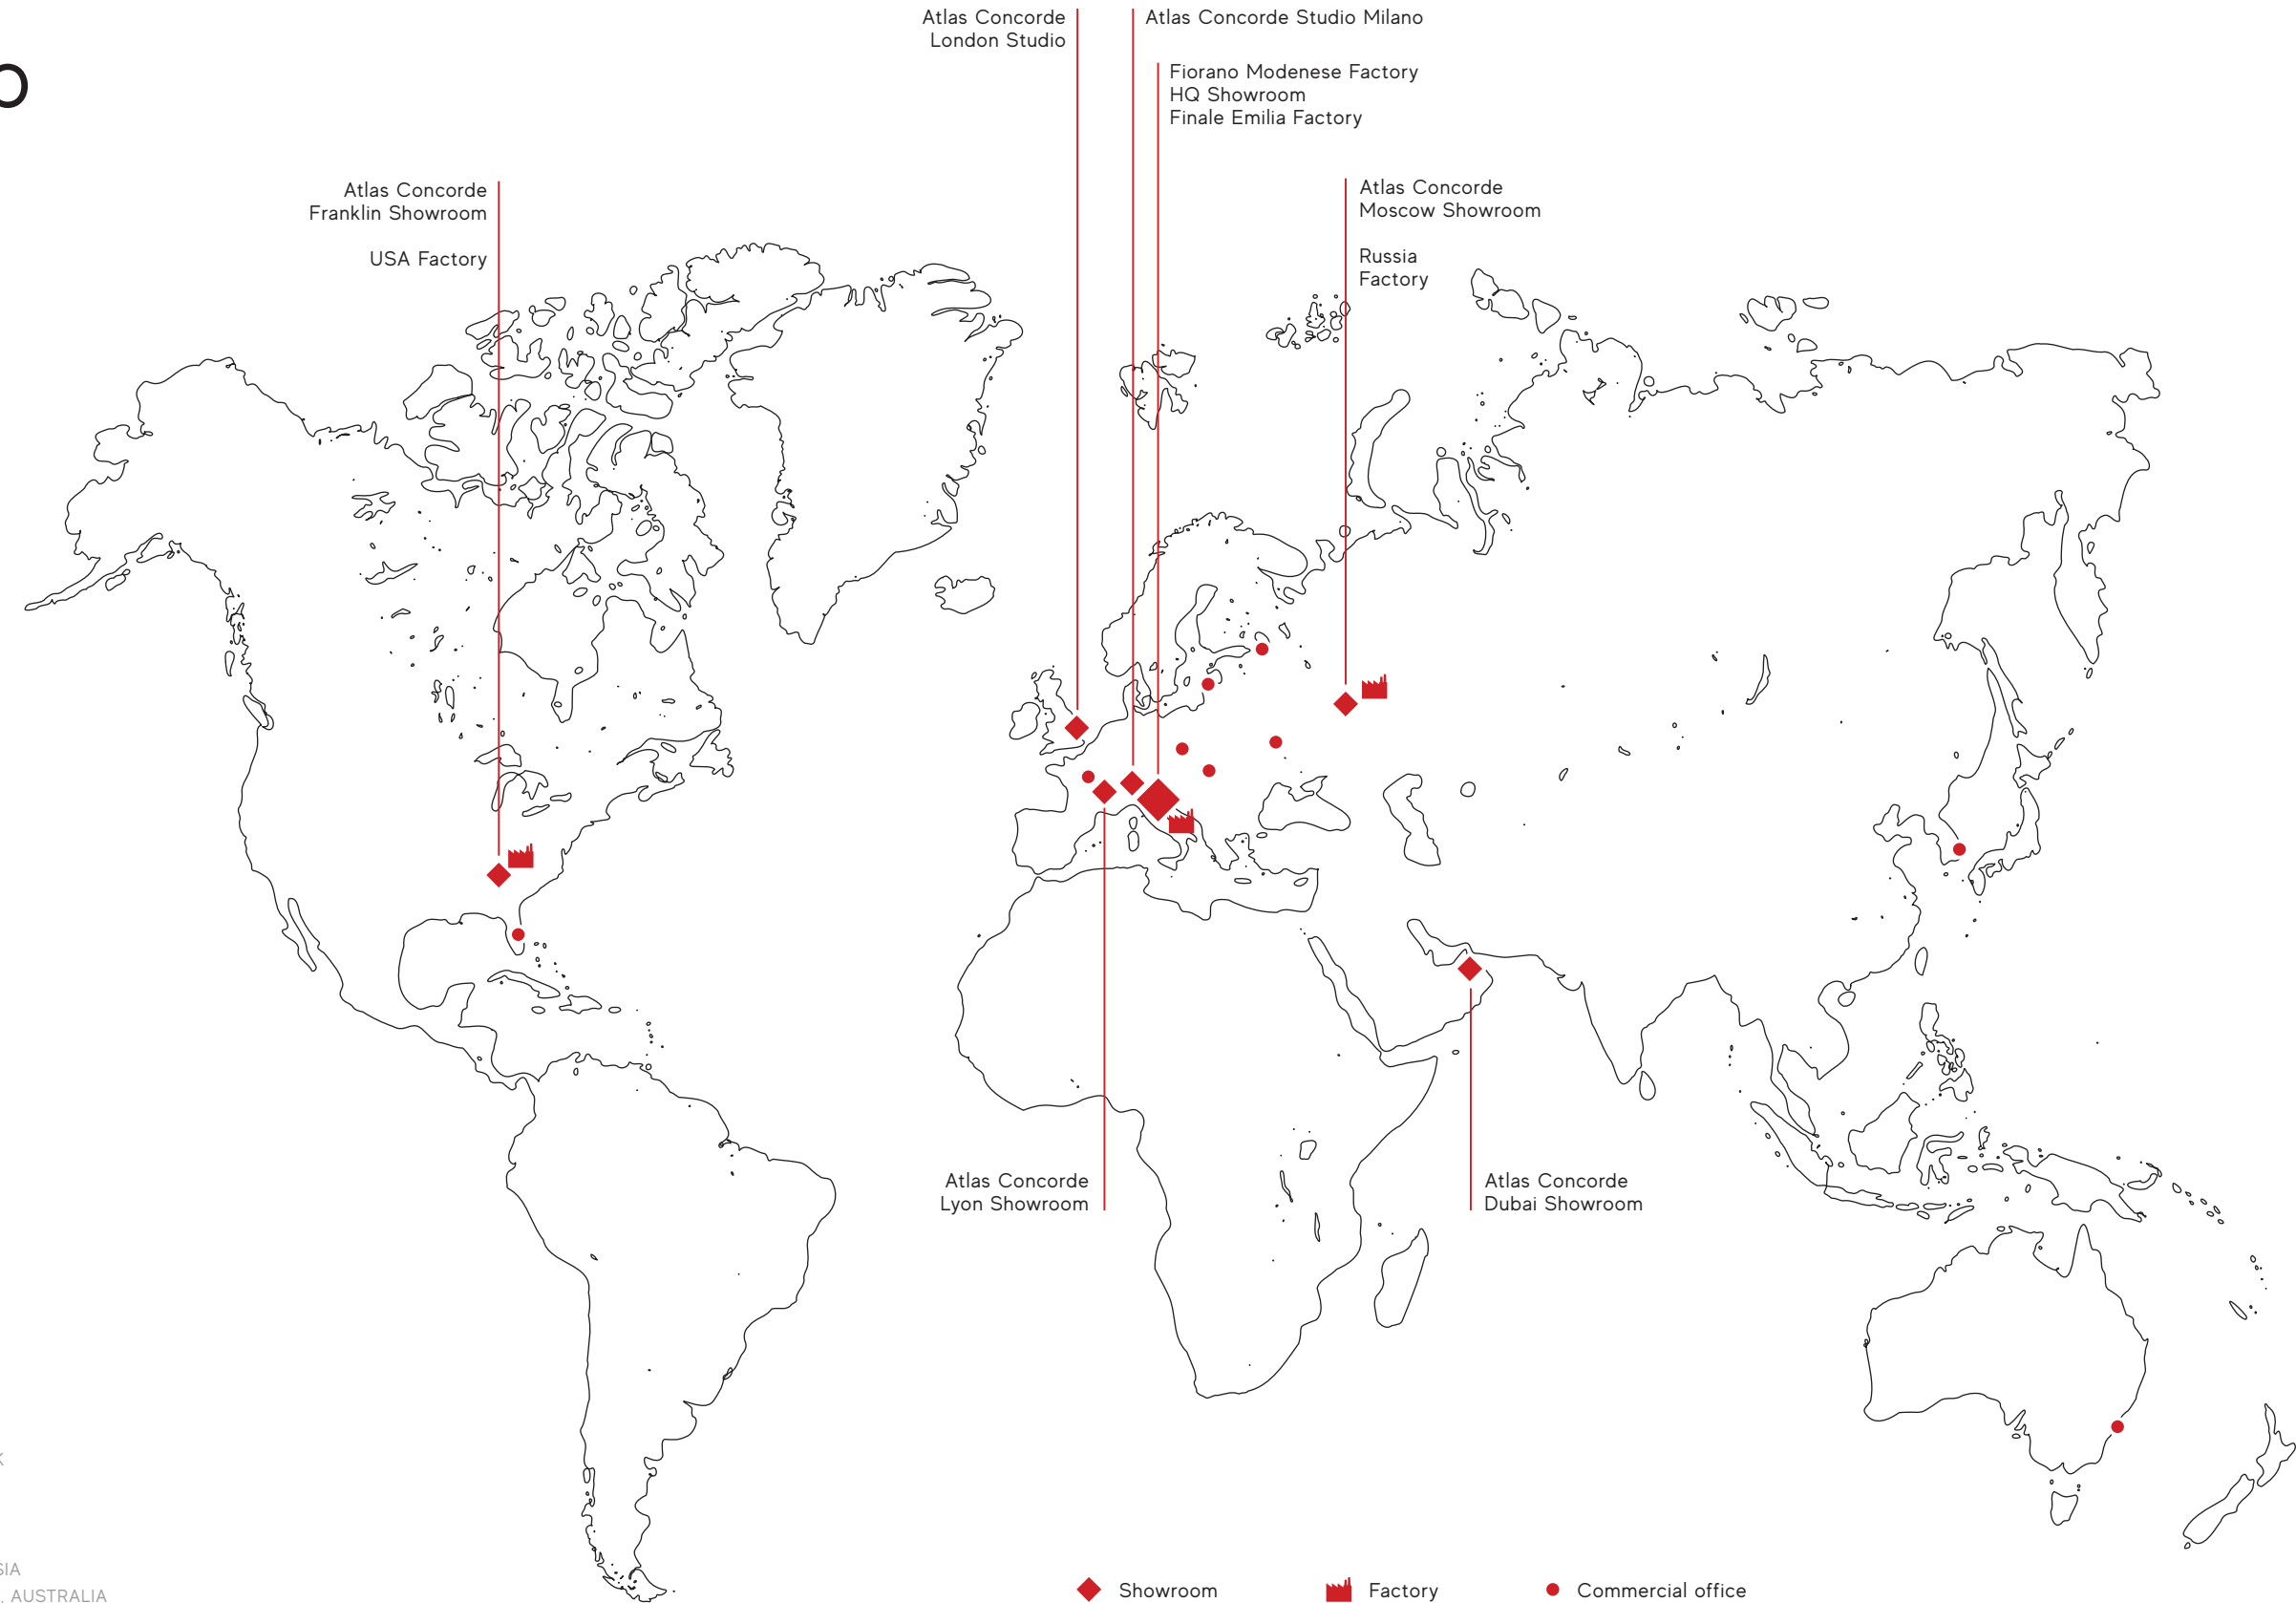 Atlas Concorde
London Studio
Atlas Concorde Studio Milano
Fiorano Modenese Factory
HQ Showroom
Finale Emilia Factory
Atlas Concorde
Franklin Showroom
USA Factory
Atlas Concorde
Moscow Showroom
Russia
Factory
Atlas Concorde
Lyon Showroom
Atlas Concorde
Dubai Showroom
. AUSTRALIA
Showroom
Factory
Commercial office